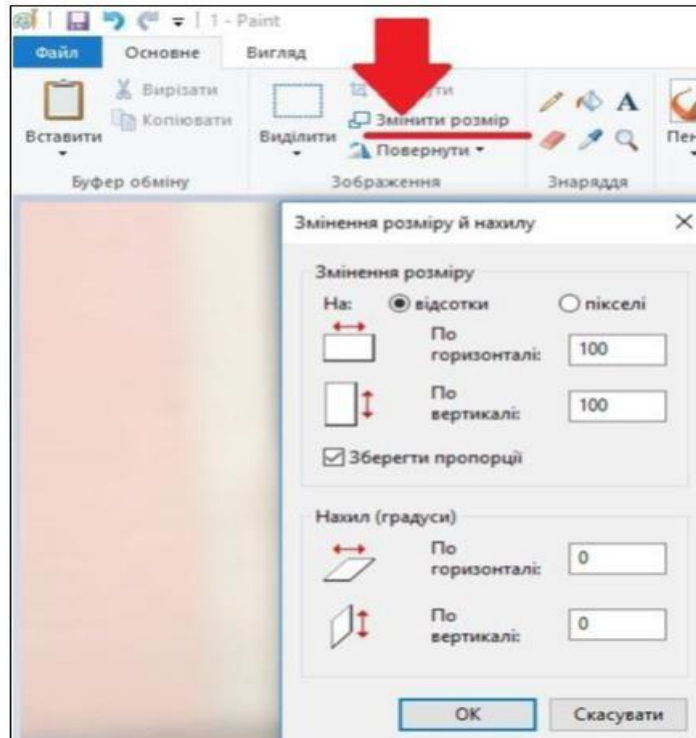 1 - Paint
Файл Основне Вигляд
Вирізати
Копіювати
Вставити
Буфер обміну
Виділити
Змінити розмір
Повернути
Зображення
A
Знаряддя
Пен
Змінення розміру й нахилу
Змінення розміру
На: відсотки пікселі
По
горизонталі: 100
По
вертикалі: 100
Зберегти пропорції
Нахил (градуси)
По
горизонталі: 0
По
вертикалі: 0
ОК Скасувати